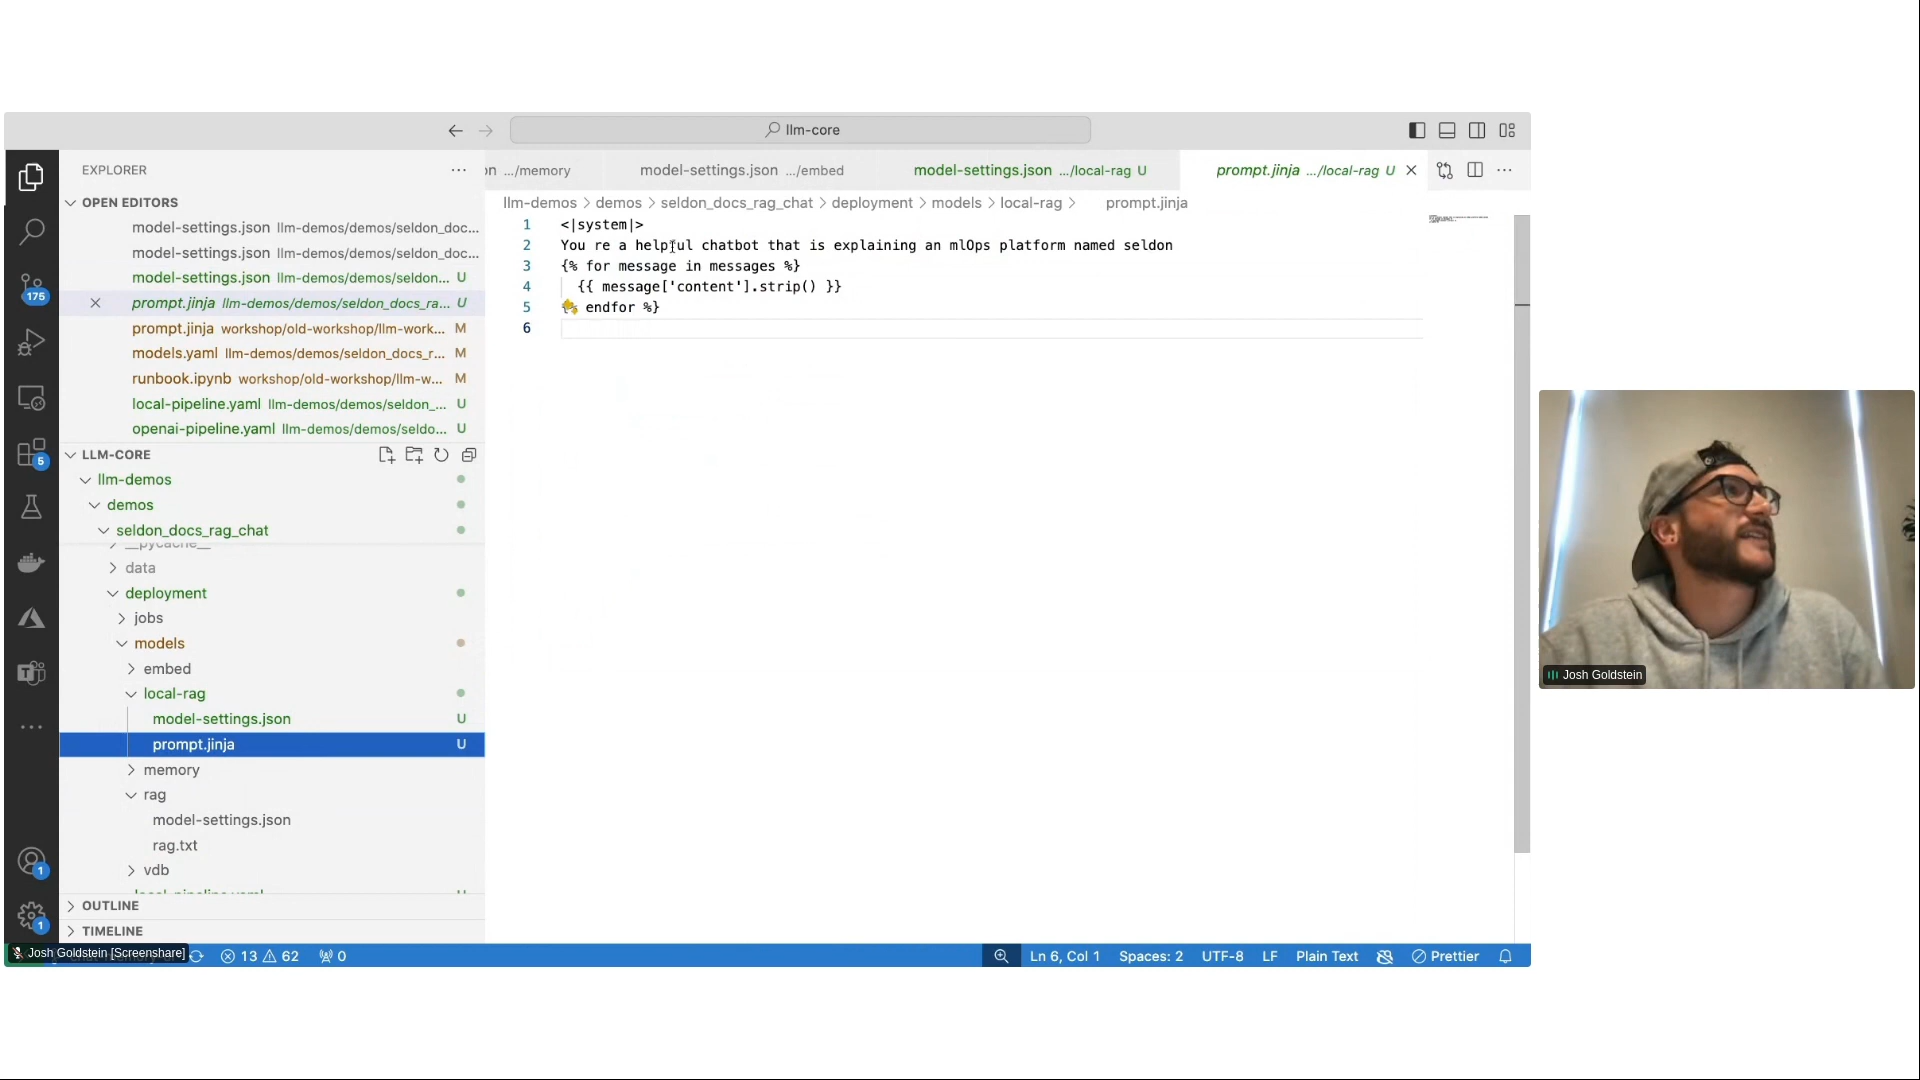 llm-core
EXPLORER
on .../memory
model-settings.json .../embed
model-settings.json .../local-rag U
prompt.jinja .../local-rag U
OPEN EDITORS
llm-demos > demos > seldon_docs_rag_chat > deployment > models > local-rag > prompt.jinja
model-settings.json llm-demos/demos/seldon_doc...
model-settings.json llm-demos/demos/seldon_doc...
model-settings.json llm-demos/demos/seldon... U
prompt.jinja llm-demos/demos/seldon_docs_ra... U
prompt.jinja workshop/old-workshop/llm-work... M
models.yaml llm-demos/demos/seldon_docs_r... M
runbook.ipynb workshop/old-workshop/llm-w... M
local-pipeline.yaml llm-demos/demos/seldon_... U
openai-pipeline.yaml llm-demos/demos/seldo... U
1 <|system|>
2 You re a helpful chatbot that is explaining an mlOps platform named seldon
3 {% for message in messages %}
4 {{ message['content'].strip() }}
5 endfor %}
6
175
5
1
1
LLM-CORE
llm-demos
demos
seldon_docs_rag_chat
__pycache__
data
deployment
jobs
models
embed
local-rag
model-settings.json U
prompt.jinja U
memory
rag
model-settings.json
rag.txt
vdb
local-pipeline.yaml U
OUTLINE
TIMELINE
Josh Goldstein [Screenshare]
13 62 0
Ln 6, Col 1 Spaces: 2 UTF-8 LF Plain Text Prettier
Josh Goldstein